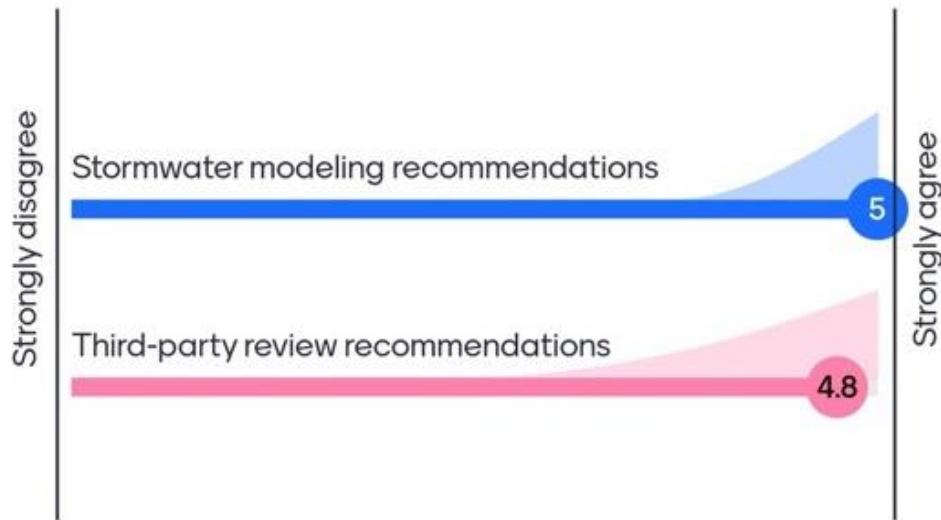 Strongly disagree
Stormwater modeling recommendations
5
Third-party review recommendations
4.8
Strongly agree